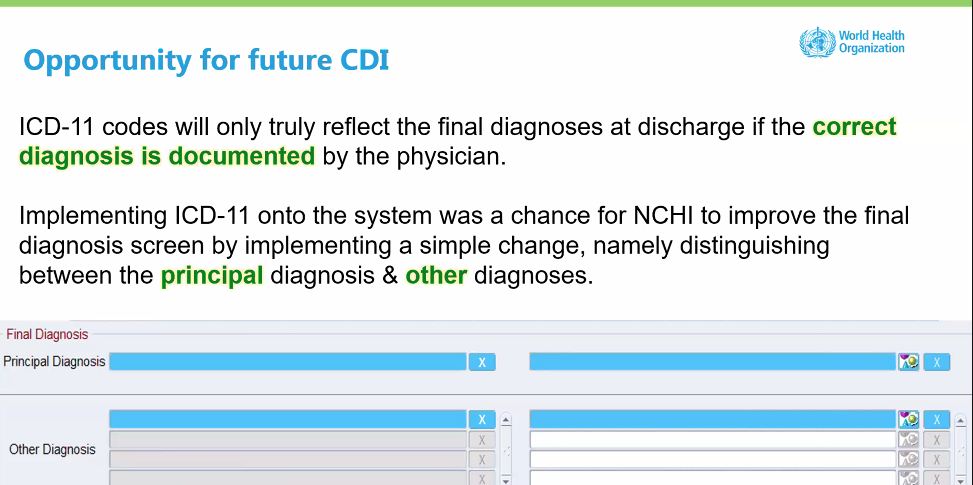 World Health
Organization
Opportunity for future CDI
ICD-11 codes will only truly reflect the final diagnoses at discharge if the correct
diagnosis is documented by the physician.
Implementing ICD-11 onto the system was a chance for NCHI to improve the final
diagnosis screen by implementing a simple change, namely distinguishing
between the principal diagnosis & other diagnoses.
Final Diagnosis
Principal Diagnosis X X
Other Diagnosis
X X
X X
X X
X X